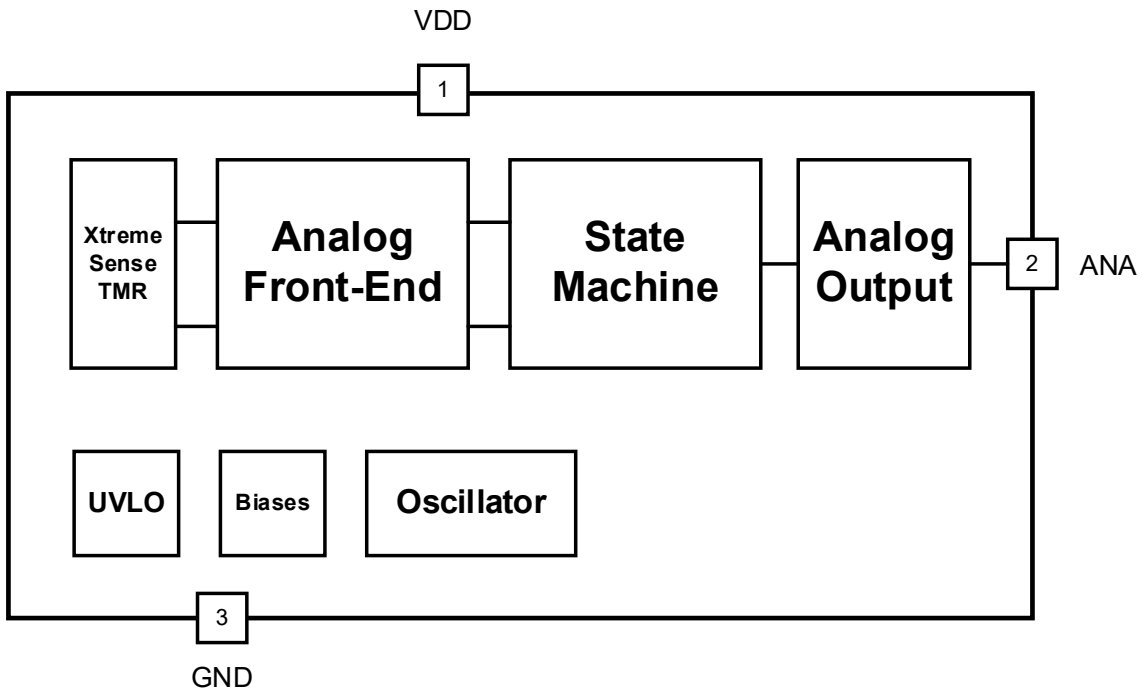 VDD
1
Xtreme
Sense
TMR
Analog
Front-End
State
Machine
Analog
Output
2
ANA
UVLO
Biases
Oscillator
3
GND